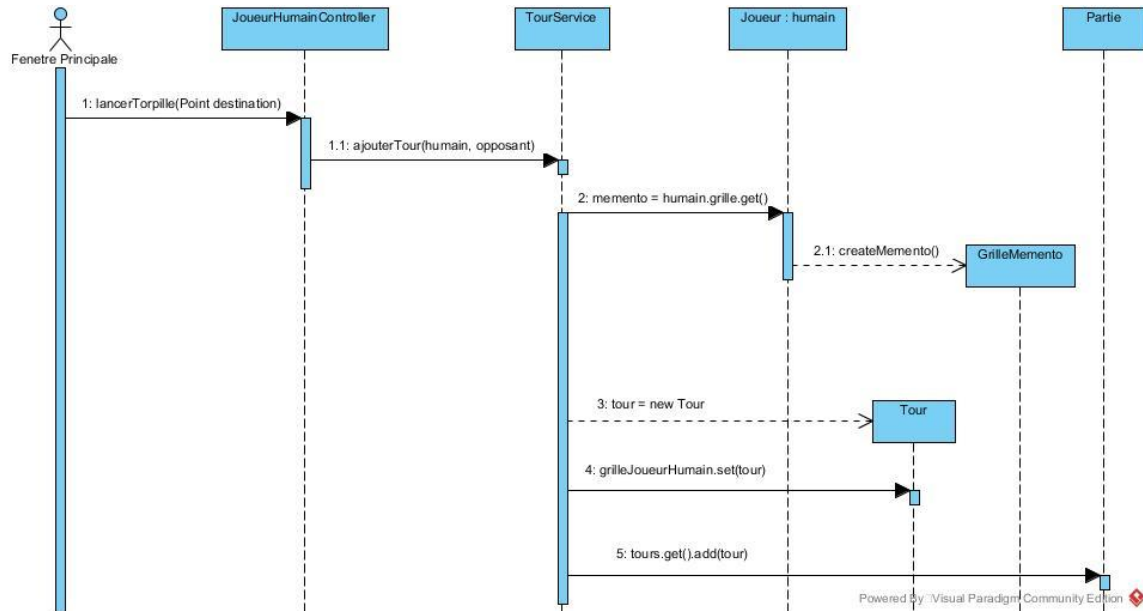 JoueurHumainController
TourService
Joueur : humain
Partie
Fenetre Principale
1: lancerTorpille(Point destination)
1.1: ajouterTour(humain, opposant)
2: memento = humain.grille.get()
2.1: createMemento()
GrilleMemento
3: tour = new Tour
Tour
4: grilleJoueurHumain.set(tour)
5: tours.get().add(tour)
Powered By Visual Paradigm Community Edition